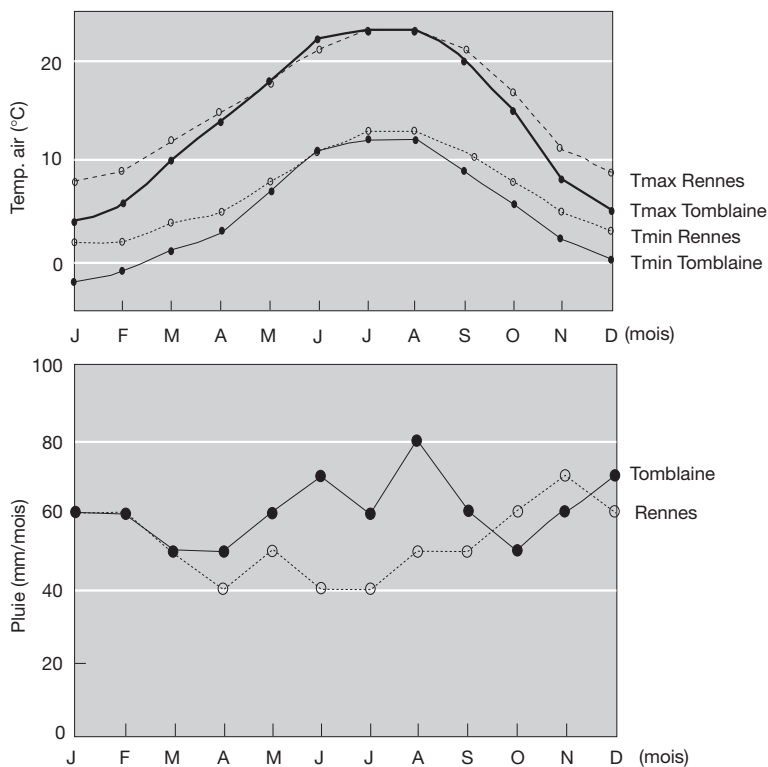 Temp. air (°C)
20
10
0
Tmax Rennes
Tmax Tomblaine
Tmin Rennes
Tmin Tomblaine
J F M A M J J A S O N D (mois)
Pluie (mm/mois)
100
80
60
40
20
0
Tomblaine
Rennes
J F M A M J J A S O N D (mois)